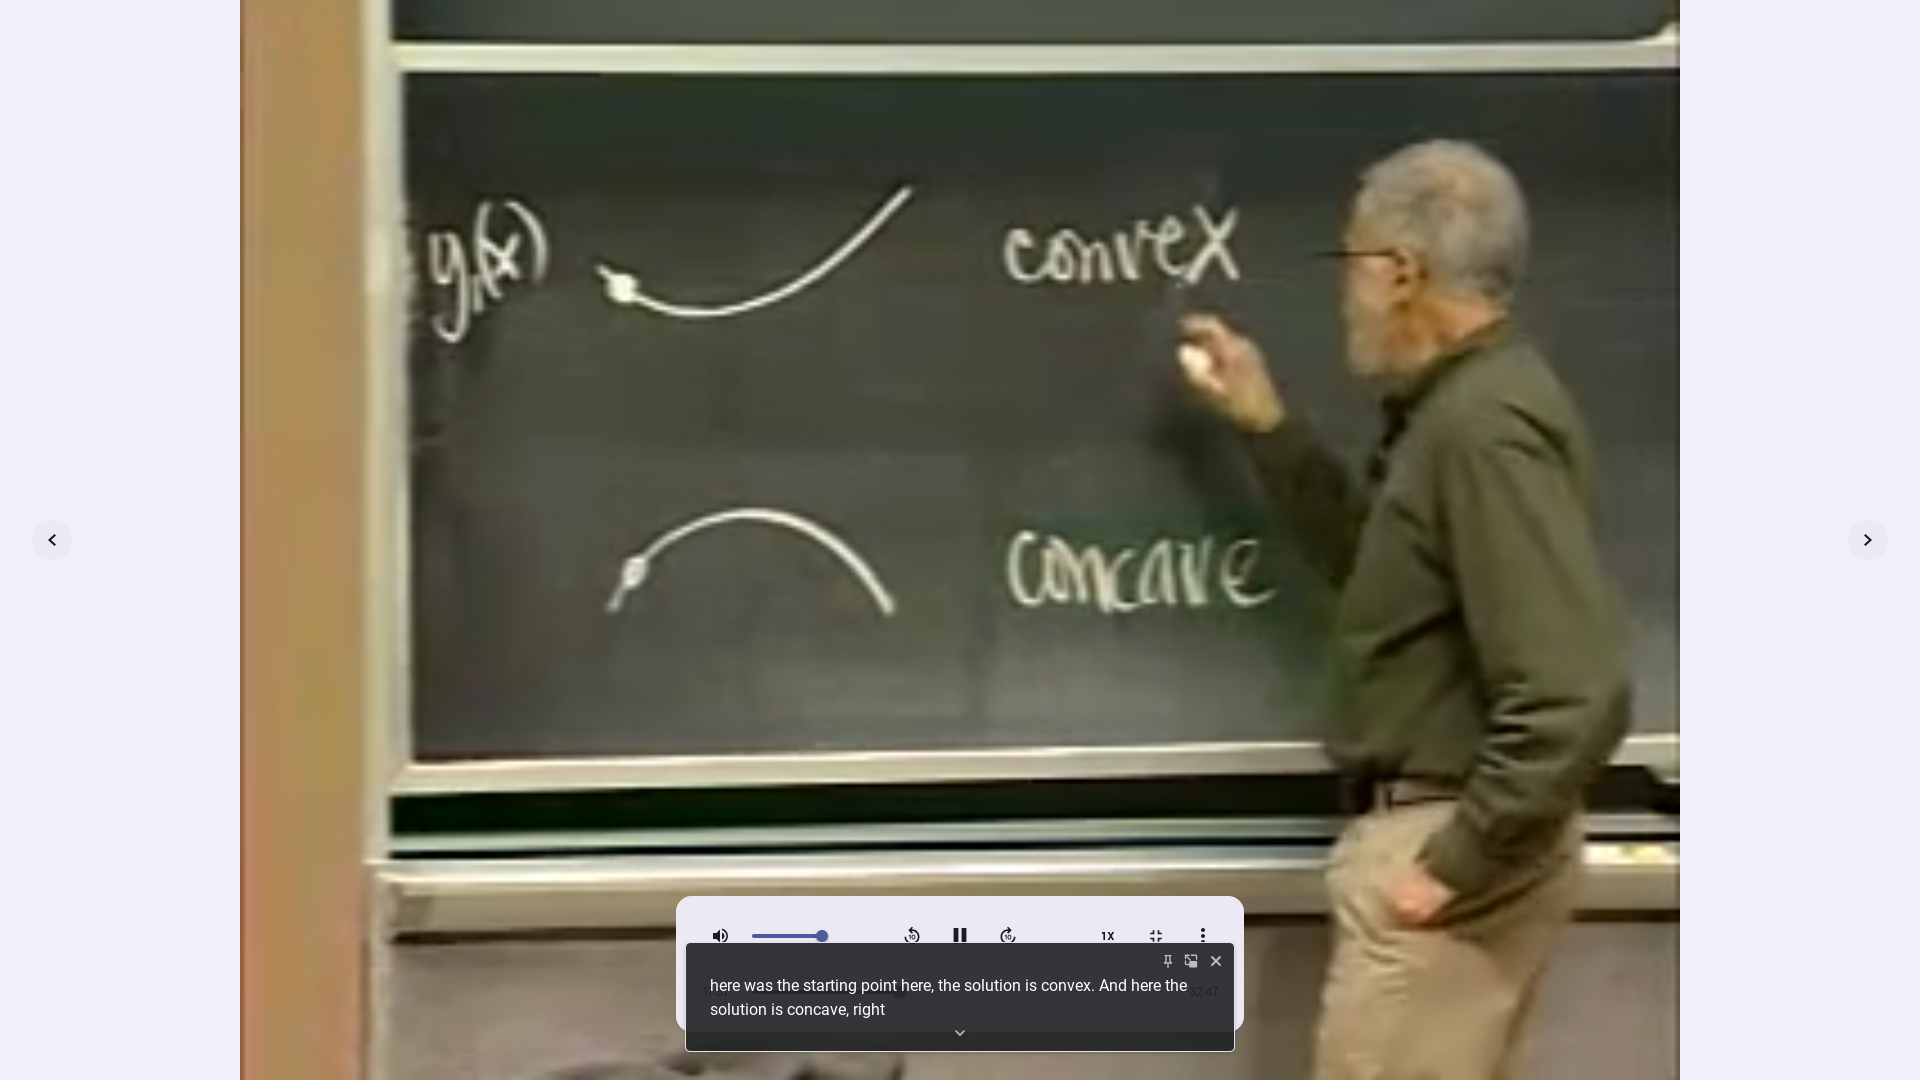 y₁(x) convex
concave
1X
here was the starting point here, the solution is convex. And here the
solution is concave, right
32:47